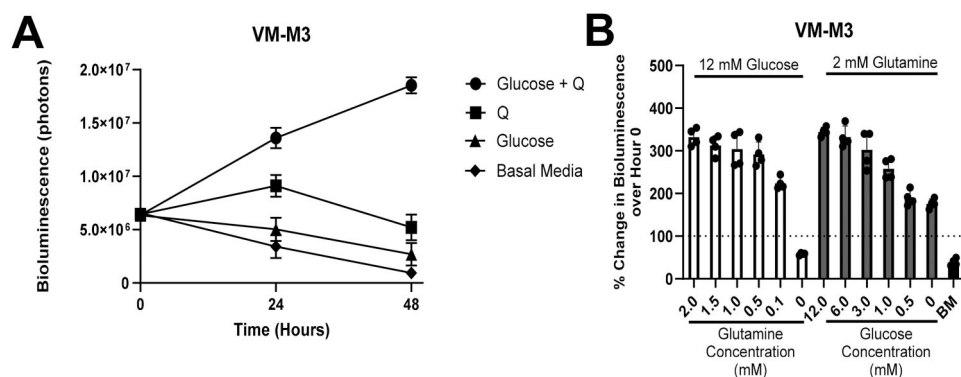 A
VM-M3
Bioluminescence (photons)
2.0×10⁷
1.5×10⁷
1.0×10⁷
5.0×10⁶
0
0
24
48
Time (Hours)
Glucose + Q
Q
Glucose
Basal Media
B
VM-M3
12 mM Glucose
2 mM Glutamine
% Change in Bioluminescence
over Hour 0
500
400
300
200
100
0
2.0
1.5
1.0
0.5
0.1
0
12.0
6.0
3.0
1.0
0.5
0
BM
Glutamine
Concentration
(mM)
Glucose
Concentration
(mM)